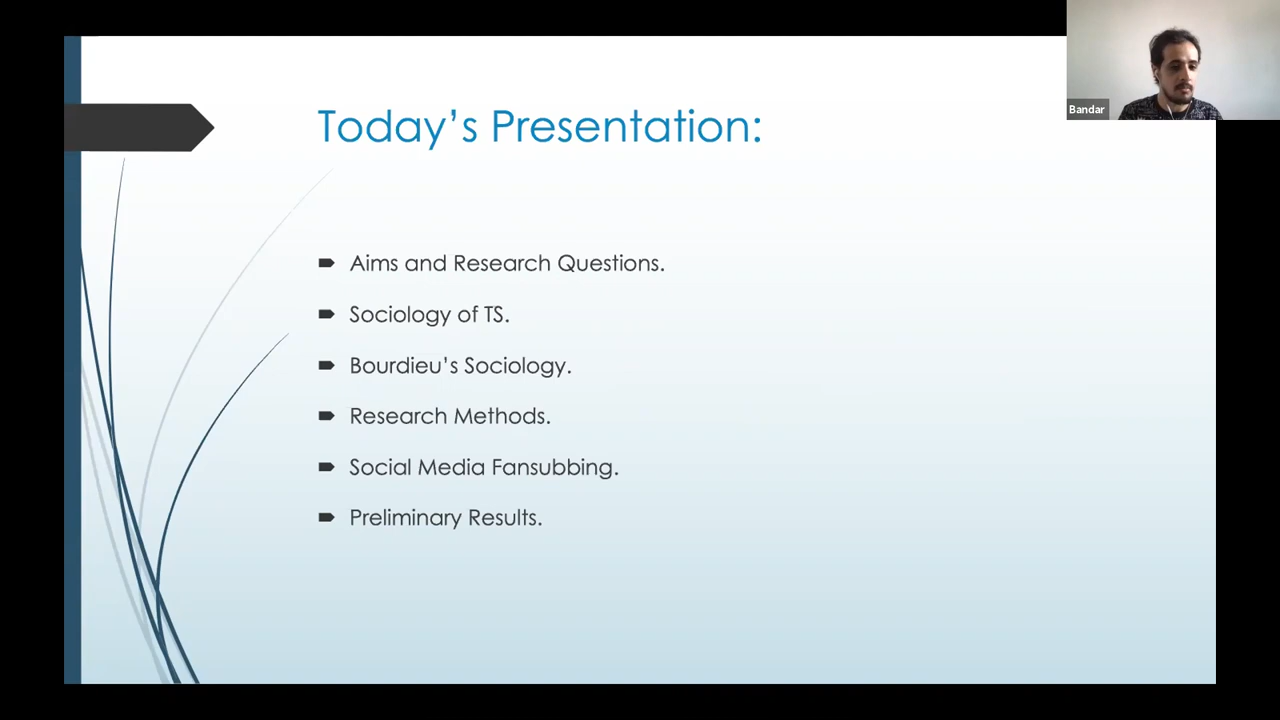 Today's Presentation:
Bandar
Aims and Research Questions.
Sociology of TS.
Bourdieu's Sociology.
Research Methods.
Social Media Fansubbing.
Preliminary Results.